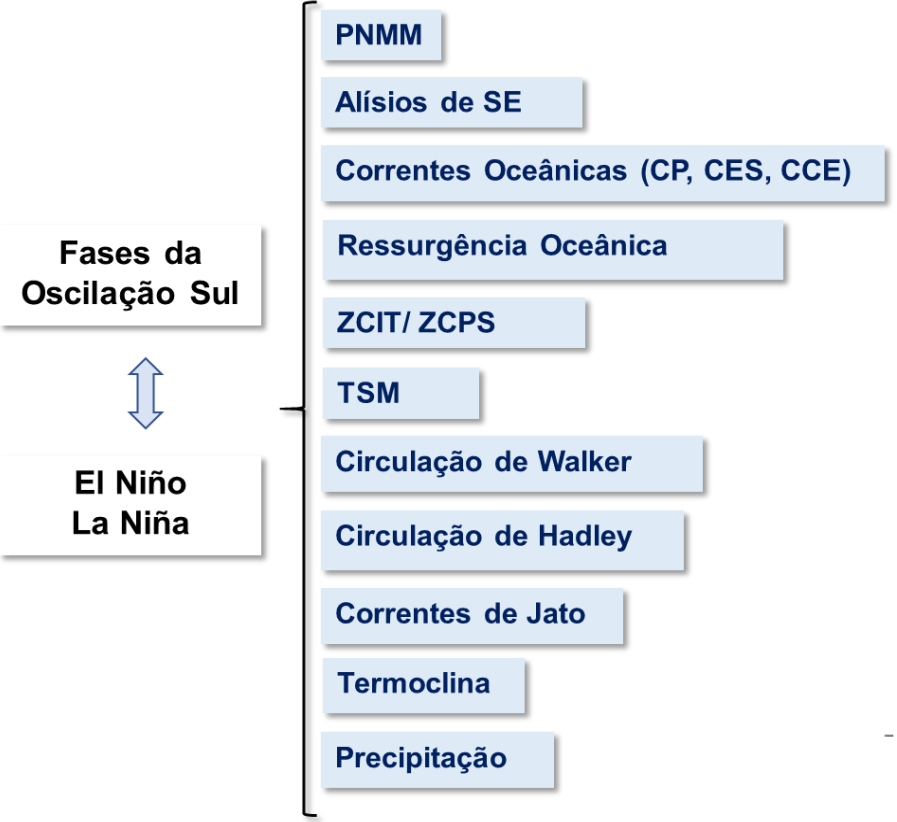 PNMM
Alísios de SE
Correntes Oceânicas (CP, CES, CCE)
Ressurgência Oceânica
ZCIT/ ZCPS
TSM
Circulação de Walker
Circulação de Hadley
Correntes de Jato
Termoclina
Precipitação
Fases da
Oscilação Sul
El Niño
La Niña